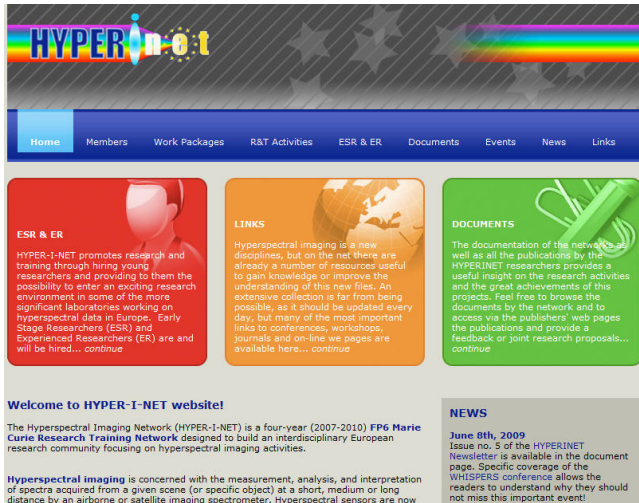 HYPERinet
Home Members Work Packages R&T Activities ESR & ER Documents Events News Links
ESR & ER
HYPER-I-NET promotes research and
training through hiring young
researchers and providing to them the
possibility to enter an exciting research
environment in some of the more
significant laboratories working on
hyperspectral data in Europe. Early
Stage Researchers (ESR) and
Experienced Researchers (ER) are and
will be hired... continue
LINKS
Hyperspectral imaging is a new
disciplines, but on the net there are
already a number of resources useful
to gain knowledge or improve the
understanding of this new files. An
extensive collection is far from being
possible, as it should be updated every
day, but many of the most important
links to conferences, workshops,
journals and on-line we pages are
available here... continue
DOCUMENTS
The documentation of the networks as
well as all the publications by the
HYPERINET researchers provides a
useful insight on the research activities
and the great achievements of this
projects. Feel free to browse the
documents by the network and to
access via the publishers' web pages
the publications and provide a
feedback or joint research proposals...
continue
Welcome to HYPER-I-NET website!
The Hyperspectral Imaging Network (HYPER-I-NET) is a four-year (2007-2010) FP6 Marie
Curie Research Training Network designed to build an interdisciplinary European
research community focusing on hyperspectral imaging activities.
Hyperspectral imaging is concerned with the measurement, analysis, and interpretation
of spectra acquired from a given scene (or specific object) at a short, medium or long
distance by an airborne or satellite imaging spectrometer. Hyperspectral sensors are now
NEWS
June 8th, 2009
Issue no. 5 of the HYPERINET
Newsletter is available in the document
page. Specific coverage of the
WHISPERS conference allows the
readers to understand why they should
not miss this important event!